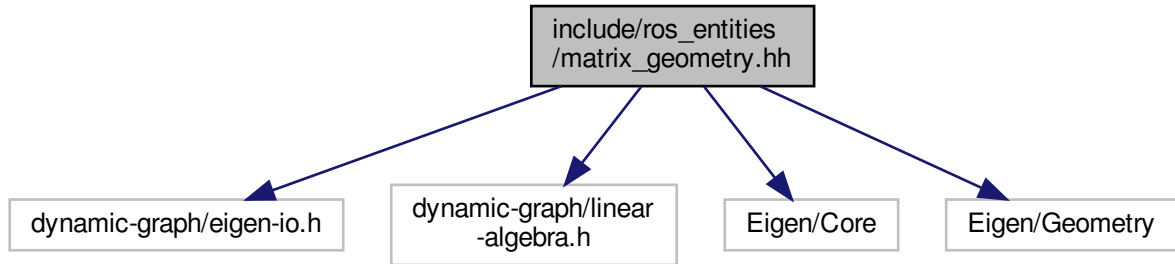 include/ros_entities
/matrix_geometry.hh
dynamic-graph/eigen-io.h
dynamic-graph/linear
-algebra.h
Eigen/Core
Eigen/Geometry